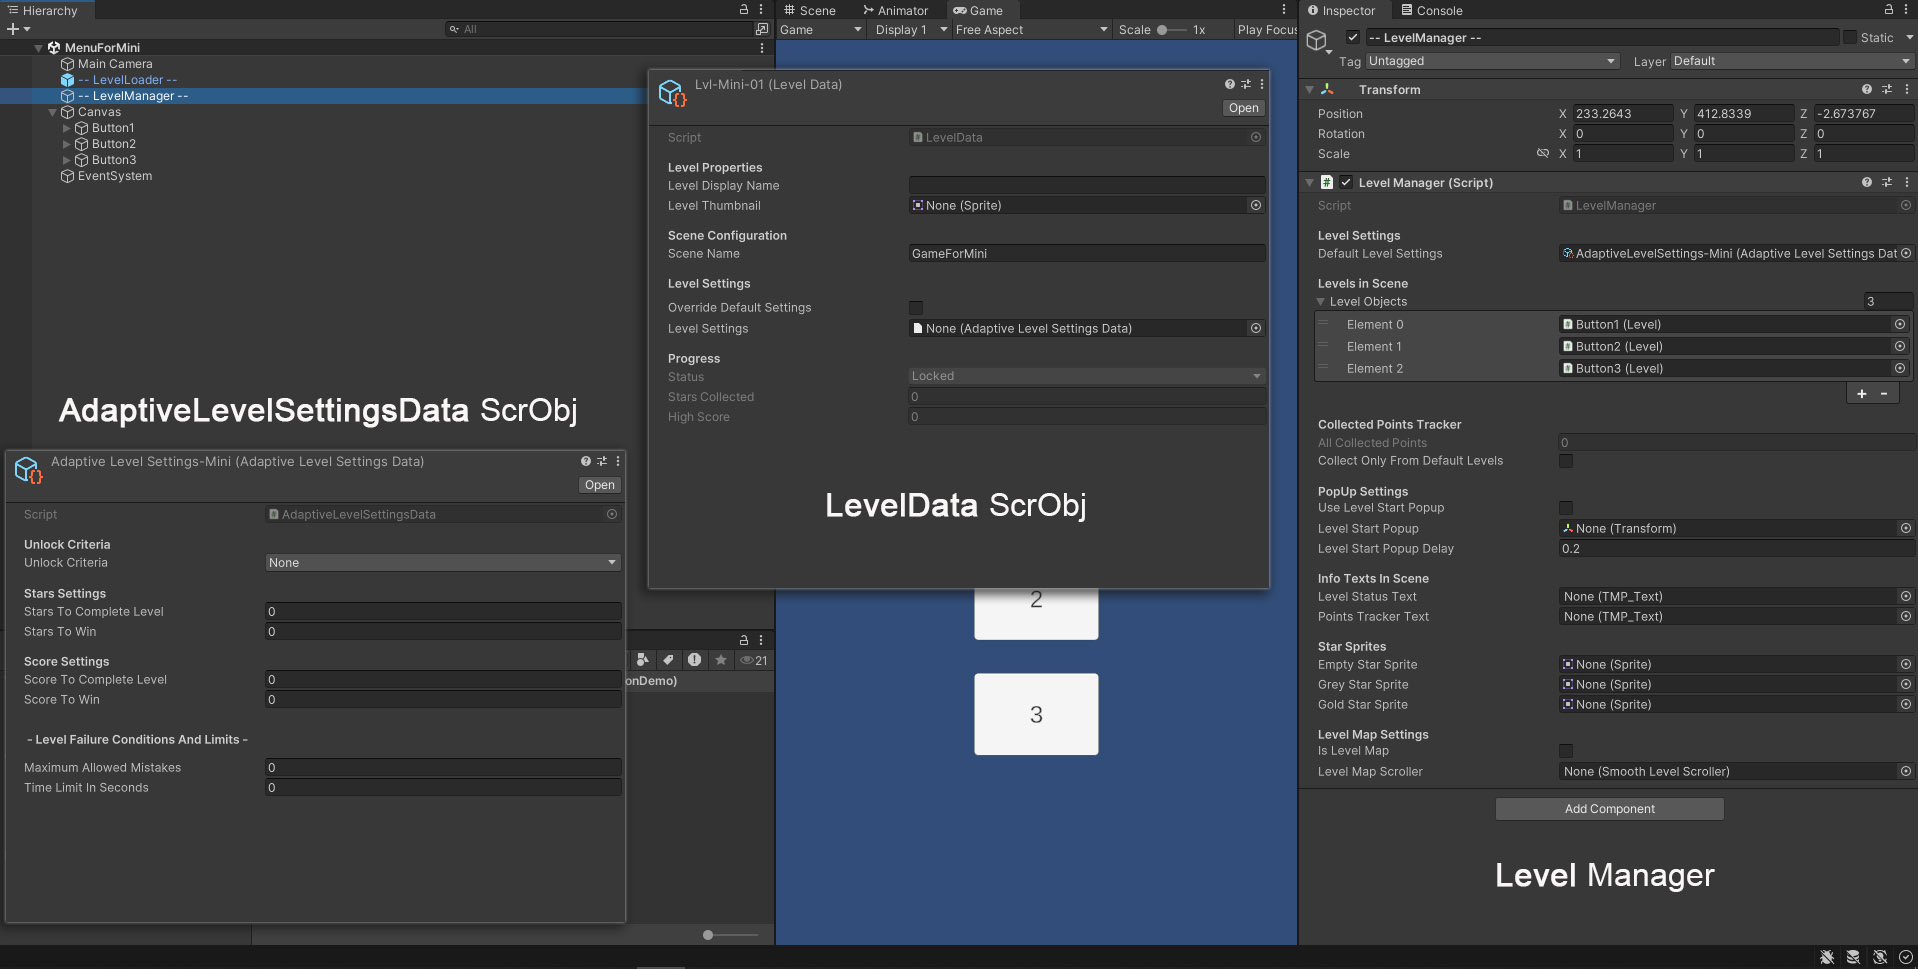 Hierarchy
All
MenuForMini
Main Camera
-- LevelLoader --
-- LevelManager --
Canvas
Button1
Button2
Button3
EventSystem
AdaptiveLevelSettingsData ScrObj
Adaptive Level Settings-Mini (Adaptive Level Settings Data)
Open
Script AdaptiveLevelSettingsData
Unlock Criteria
Unlock Criteria None
Stars Settings
Stars To Complete Level 0
Stars To Win 0
Score Settings
Score To Complete Level 0
Score To Win 0
- Level Failure Conditions And Limits -
Maximum Allowed Mistakes 0
Time Limit In Seconds 0
21
onDemo)
Scene Animator Game
Game Display 1 Free Aspect Scale 1x Play Focus
Lvl-Mini-01 (Level Data)
Open
Script LevelData
Level Properties
Level Display Name
Level Thumbnail None (Sprite)
Scene Configuration
Scene Name GameForMini
Level Settings
Override Default Settings
Level Settings None (Adaptive Level Settings Data)
Progress
Status Locked
Stars Collected 0
High Score 0
LevelData ScrObj
2
3
Inspector Console
-- LevelManager -- Static
Tag Untagged Layer Default
Transform
Position X 233.2643 Y 412.8339 Z -2.673767
Rotation X 0 Y 0 Z 0
Scale X 1 Y 1 Z 1
# Level Manager (Script)
Script LevelManager
Level Settings
Default Level Settings AdaptiveLevelSettings-Mini (Adaptive Level Settings Dat
Levels in Scene
Level Objects 3
Element 0 Button1 (Level)
Element 1 Button2 (Level)
Element 2 Button3 (Level)
+ -
Collected Points Tracker
All Collected Points 0
Collect Only From Default Levels
PopUp Settings
Use Level Start Popup
Level Start Popup None (Transform)
Level Start Popup Delay 0.2
Info Texts In Scene
Level Status Text None (TMP_Text)
Points Tracker Text None (TMP_Text)
Star Sprites
Empty Star Sprite None (Sprite)
Grey Star Sprite None (Sprite)
Gold Star Sprite None (Sprite)
Level Map Settings
Is Level Map
Level Map Scroller None (Smooth Level Scroller)
Add Component
Level Manager